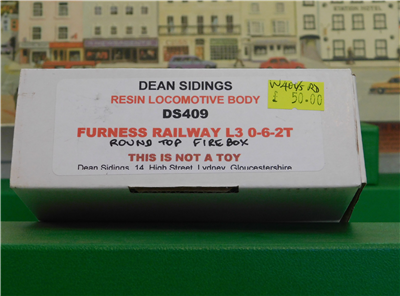 DEAN SIDINGS
RESIN LOCOMOTIVE BODY
DS409
FURNESS RAILWAY L3 0-6-2T
ROUND TOP FIREBOX
THIS IS NOT A TOY
Dean Sidings, 14, High Street, Lydney, Gloucestershire
£ 50.00